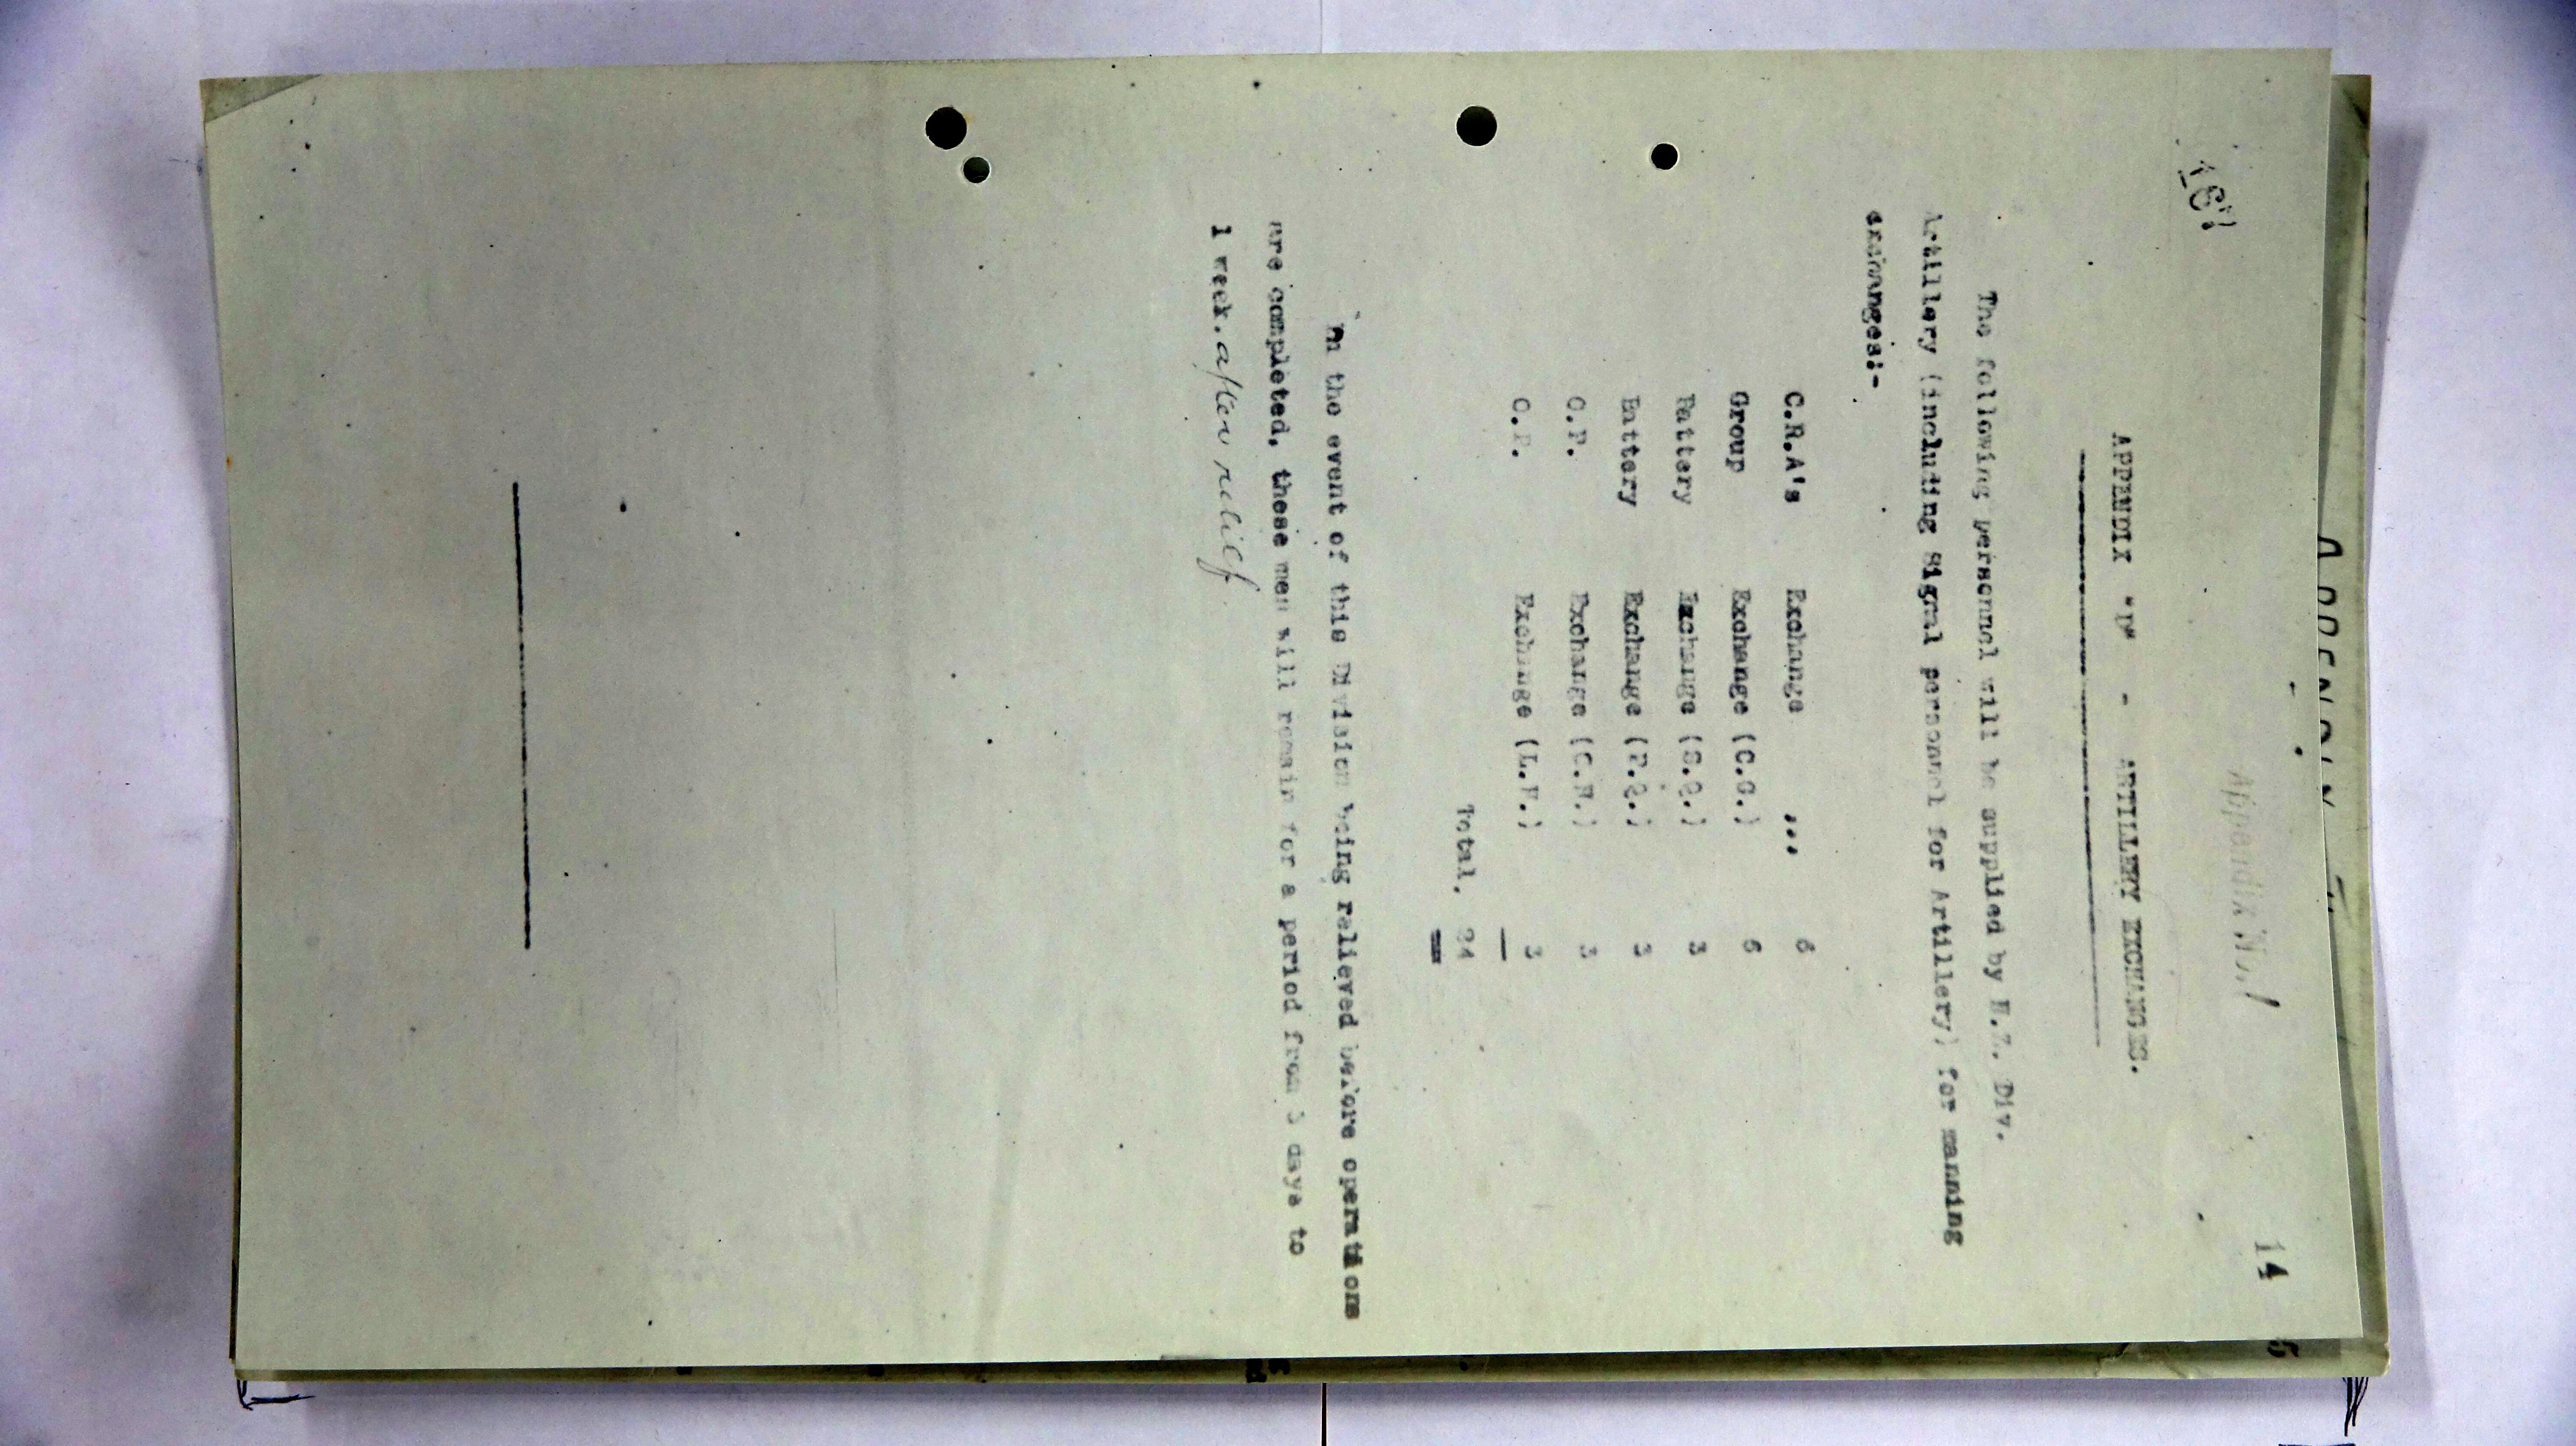 14
Appendix No. 1
APPENDIX "D" - ARTILLERY EXCHANGES.
The following personnel will be supplied by N.Z. Div.
Artillery (including Signal personnel for Artillery) for manning
exchanges:-
C.R.A's Exchange ... 6
Group Exchange (C.G.) 6
Battery Exchange (S.Q.) 3
Battery Exchange (P.Q.) 3
O.P. Exchange (C.N.) 3
O.P. Exchange 3
Total. 24
In the event of this Division being relieved before operations
are completed, these men will remain for a period from 3 days to
1 week. after relief